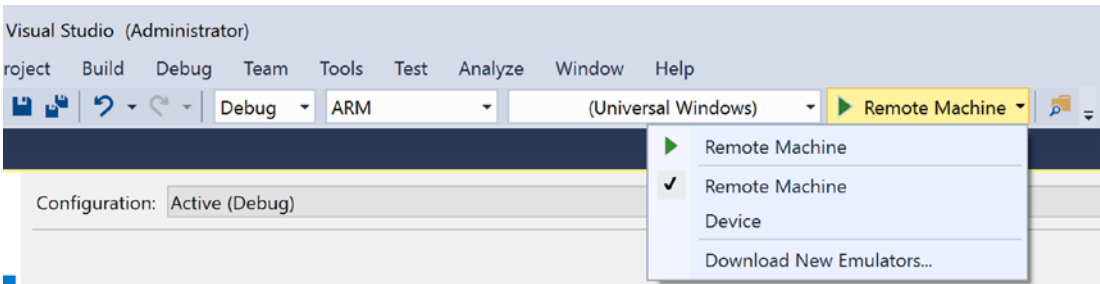 Visual Studio (Administrator)
roject Build Debug Team Tools Test Analyze Window Help
Debug ARM (Universal Windows) Remote Machine
Remote Machine
Configuration: Active (Debug)
Remote Machine
Device
Download New Emulators...